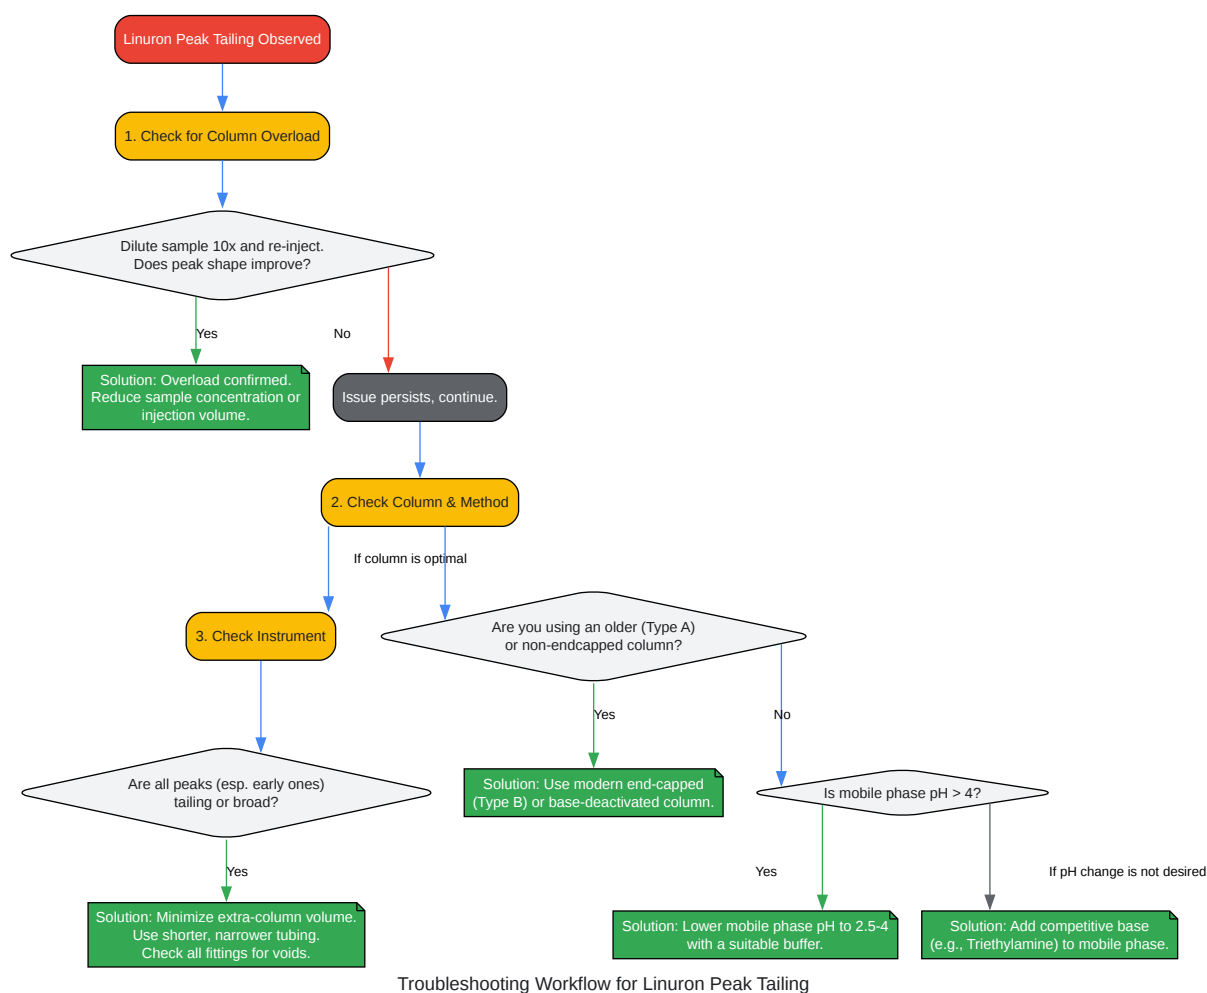 Linuron Peak Tailing Observed
1. Check for Column Overload
Dilute sample 10x and re-inject.
Does peak shape improve?
Yes
No
Solution: Overload confirmed.
Reduce sample concentration or
injection volume.
Issue persists, continue.
2. Check Column & Method
If column is optimal
3. Check Instrument
Are you using an older (Type A)
or non-endcapped column?
Yes
No
Are all peaks (esp. early ones)
tailing or broad?
Solution: Use modern end-capped
(Type B) or base-deactivated column.
Is mobile phase pH > 4?
Yes
Yes
If pH change is not desired
Solution: Minimize extra-column volume.
Use shorter, narrower tubing.
Check all fittings for voids.
Solution: Lower mobile phase pH to 2.5-4
with a suitable buffer.
Solution: Add competitive base
(e.g., Triethylamine) to mobile phase.
Troubleshooting Workflow for Linuron Peak Tailing